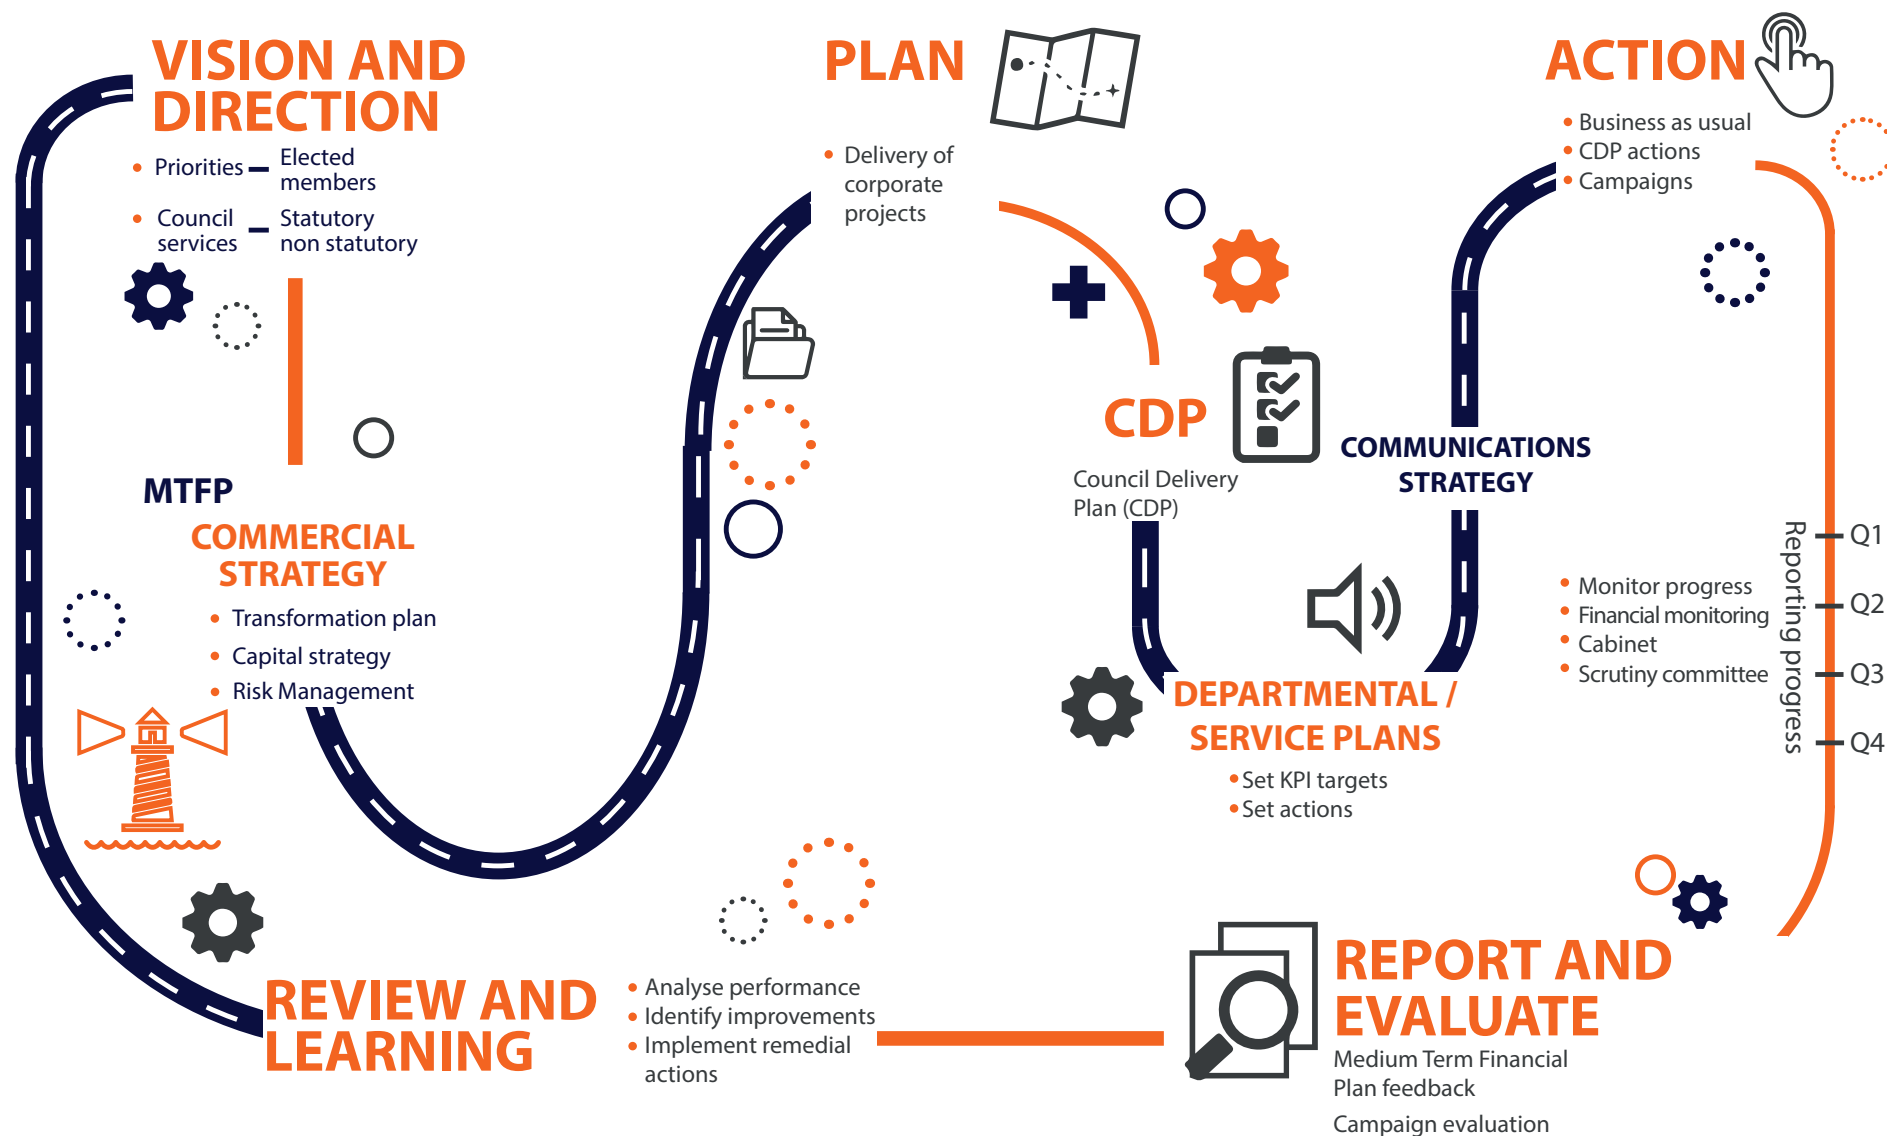 VISION AND
DIRECTION
Priorities
Elected
members
Council
services
Statutory
non statutory
MTFP
COMMERCIAL
STRATEGY
Transformation plan
Capital strategy
Risk Management
PLAN
Delivery of
corporate
projects
CDP
Council Delivery
Plan (CDP)
DEPARTMENTAL /
SERVICE PLANS
Set KPI targets
Set actions
COMMUNICATIONS
STRATEGY
ACTION
Business as usual
CDP actions
Campaigns
Monitor progress
Financial monitoring
Cabinet
Scrutiny committee
Reporting progress
Q1
Q2
Q3
Q4
REPORT AND
EVALUATE
Medium Term Financial
Plan feedback
Campaign evaluation
REVIEW AND
LEARNING
Analyse performance
Identify improvements
Implement remedial
actions